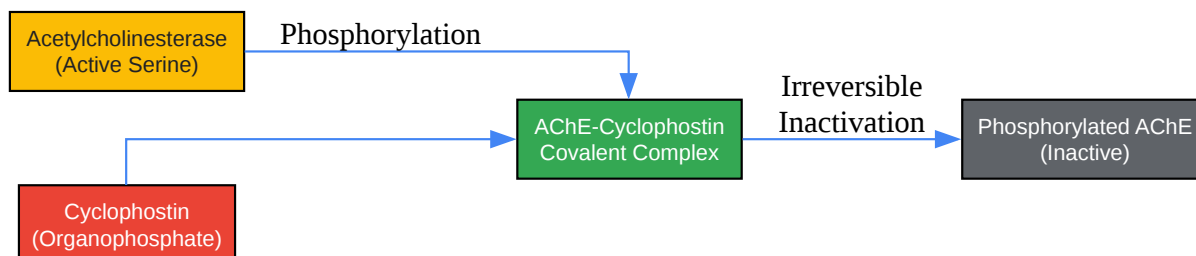 Acetylcholinesterase
(Active Serine)
Phosphorylation
Irreversible
Inactivation
AChE-Cyclophostin
Covalent Complex
Phosphorylated AChE
(Inactive)
Cyclophostin
(Organophosphate)